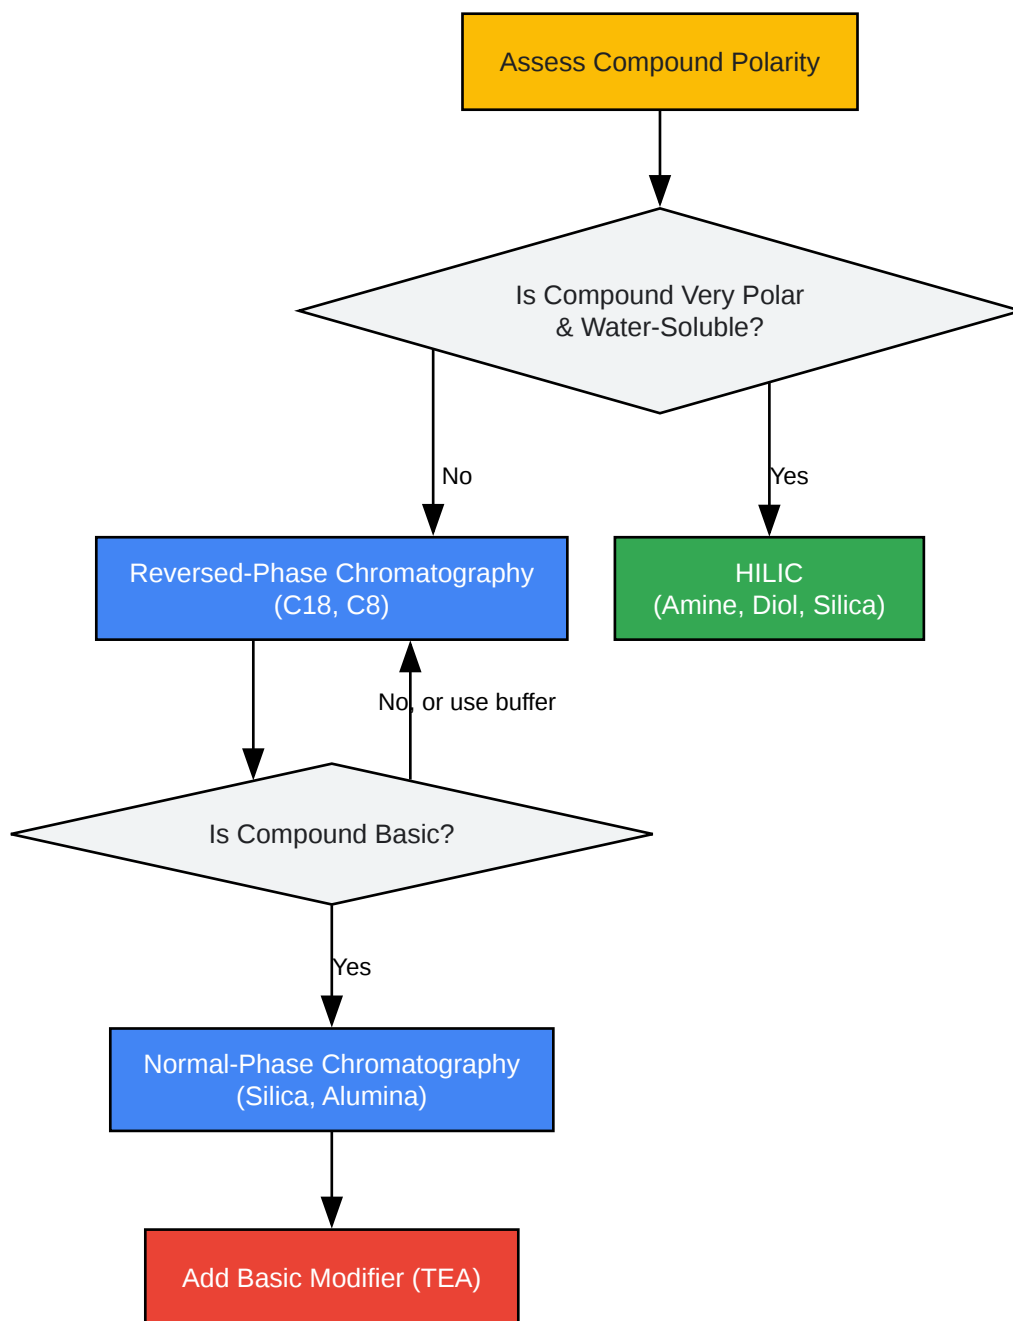 Assess Compound Polarity
Is Compound Very Polar
& Water-Soluble?
No
Yes
Reversed-Phase Chromatography
(C18, C8)
HILIC
(Amine, Diol, Silica)
No, or use buffer
Is Compound Basic?
Yes
Normal-Phase Chromatography
(Silica, Alumina)
Add Basic Modifier (TEA)